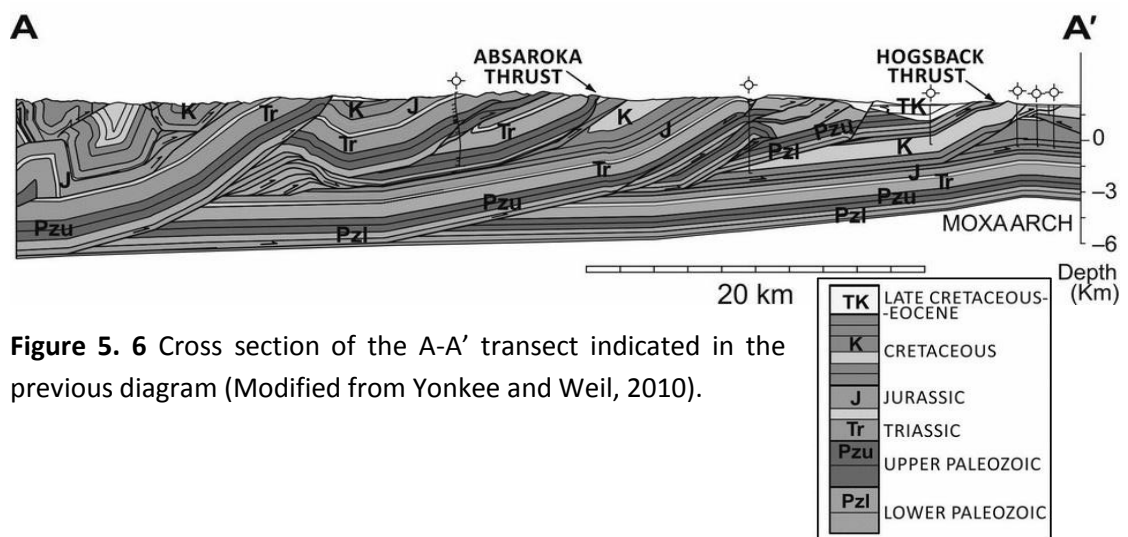 A A'
ABSAROKA THRUST
HOGSBACK THRUST
K Tr K J Tr K J TK
Pzu
Pzl
K
0
J Tr Tr J Tr
Pzu Pzu Pzu
Pzl Pzl
–3
MOXA ARCH
–6
20 km
Depth (Km)
TK LATE CRETACEOUS-
-EOCENE
K CRETACEOUS
J JURASSIC
Tr TRIASSIC
Pzu UPPER PALEOZOIC
Pzl LOWER PALEOZOIC
Figure 5. 6 Cross section of the A-A’ transect indicated in the
previous diagram (Modified from Yonkee and Weil, 2010).